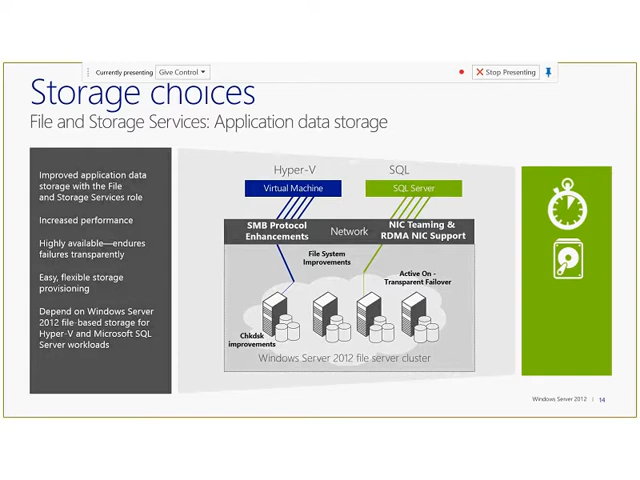 Currently presenting
Give Control
Stop Presenting
Storage choices
File and Storage Services: Application data storage
Improved application data
storage with the File
and Storage Services role
Increased performance
Highly available—endures
failures transparently
Easy, flexible storage
provisioning
Depend on Windows Server
2012 file-based storage for
Hyper-V and Microsoft SQL
Server workloads
Hyper-V
SQL
Virtual Machine
SQL Server
SMB Protocol
Enhancements
Network
NIC Teaming &
RDMA NIC Support
File System
Improvements
Active On -
Transparent Failover
Chkdsk
improvements
Windows Server 2012 file server cluster
Windows Server 2012 | 14